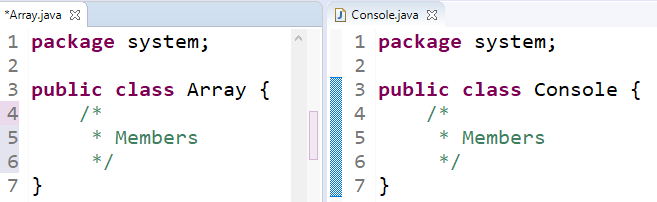 *Array.java
1 package system;
2
3 public class Array {
4     /*
5      * Members
6      */
7 }
Console.java
1 package system;
2
3 public class Console {
4     /*
5      * Members
6      */
7 }